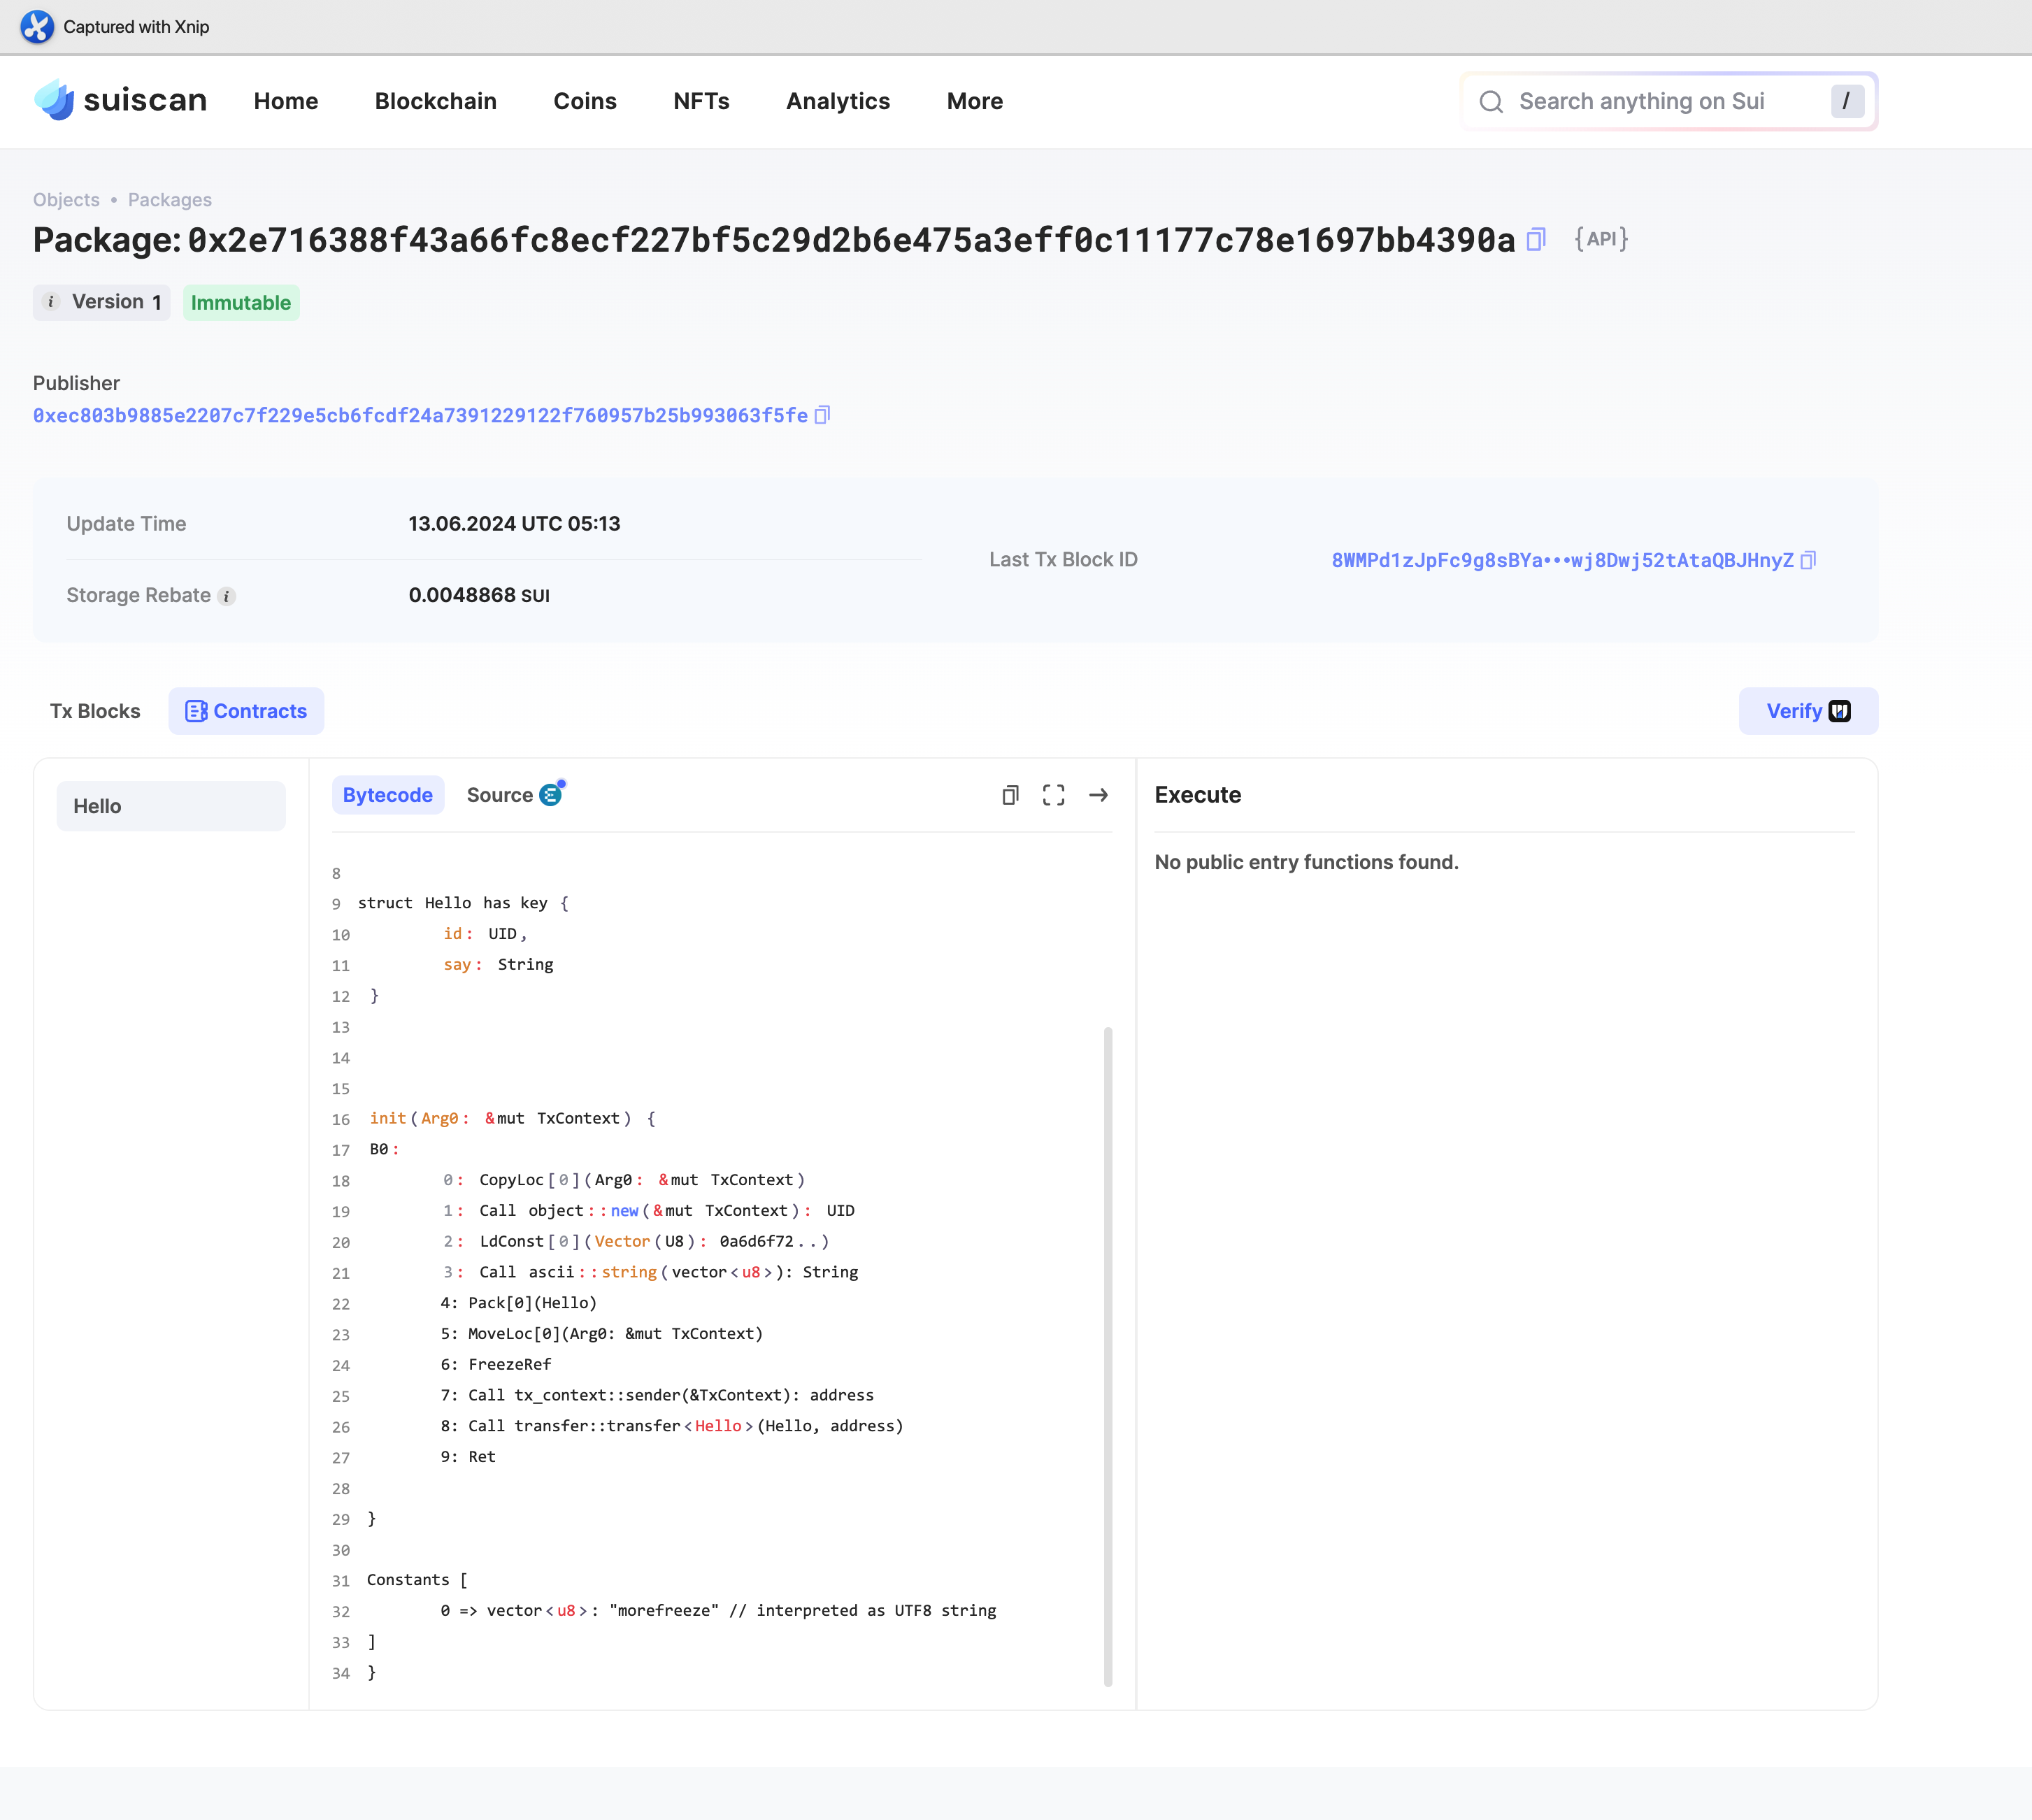 Captured with Xnip
suiscan Home Blockchain Coins NFTs Analytics More Search anything on Sui /
Objects • Packages
Package: 0x2e716388f43a66fc8ecf227bf5c29d2b6e475a3eff0c11177c78e1697bb4390a {API}
i Version 1 Immutable
Publisher
0xec803b9885e2207c7f229e5cb6fcdf24a7391229122f760957b25b993063f5fe
Update Time 13.06.2024 UTC 05:13
Last Tx Block ID 8WMPd1zJpFc9g8sBYa•••wj8Dwj52tAtaQBJHnyZ
Storage Rebate i 0.0048868 SUI
Tx Blocks Contracts Verify
Hello
Bytecode Source
Execute
No public entry functions found.
8
9 struct Hello has key {
10 id: UID,
11 say: String
12 }
13
14
15
16 init(Arg0: &mut TxContext) {
17 B0:
18 0: CopyLoc[0](Arg0: &mut TxContext)
19 1: Call object::new(&mut TxContext): UID
20 2: LdConst[0](Vector(U8): 0a6d6f72..)
21 3: Call ascii::string(vector<u8>): String
22 4: Pack[0](Hello)
23 5: MoveLoc[0](Arg0: &mut TxContext)
24 6: FreezeRef
25 7: Call tx_context::sender(&TxContext): address
26 8: Call transfer::transfer<Hello>(Hello, address)
27 9: Ret
28
29 }
30
31 Constants [
32 0 => vector<u8>: "morefreeze" // interpreted as UTF8 string
33 ]
34 }